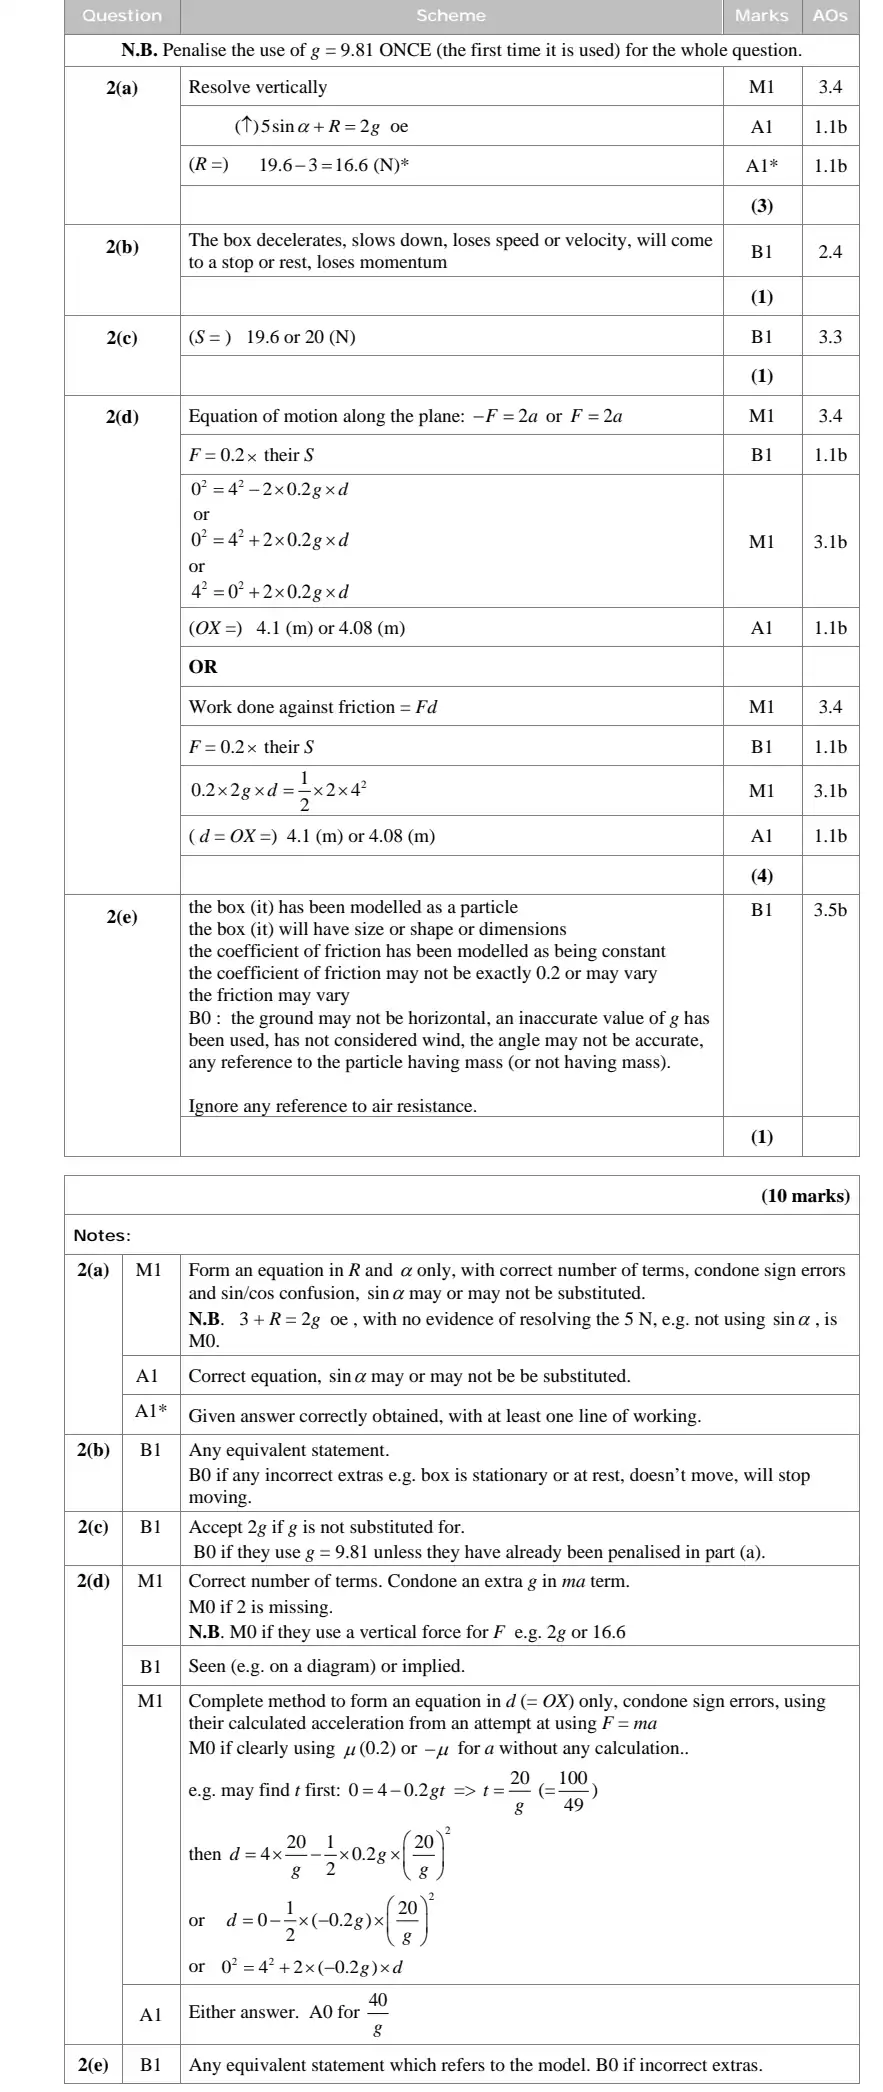 Question Scheme Marks AOs
N.B. Penalise the use of g = 9.81 ONCE (the first time it is used) for the whole question.
2(a) Resolve vertically M1 3.4
(↑)5sin α + R = 2g oe A1 1.1b
(R =) 19.6 – 3 = 16.6 (N)* A1* 1.1b
(3)
2(b) The box decelerates, slows down, loses speed or velocity, will come
to a stop or rest, loses momentum B1 2.4
(1)
2(c) (S = ) 19.6 or 20 (N) B1 3.3
(1)
2(d) Equation of motion along the plane: −F = 2a or F = 2a M1 3.4
F = 0.2 × their S B1 1.1b
0² = 4² − 2×0.2g×d
or
0² = 4² + 2×0.2g×d M1 3.1b
or
4² = 0² + 2×0.2g×d
(OX =) 4.1 (m) or 4.08 (m) A1 1.1b
OR
Work done against friction = Fd M1 3.4
F = 0.2 × their S B1 1.1b
0.2×2g×d = 1/2 ×2×4² M1 3.1b
( d = OX =) 4.1 (m) or 4.08 (m) A1 1.1b
(4)
2(e) the box (it) has been modelled as a particle B1 3.5b
the box (it) will have size or shape or dimensions
the coefficient of friction has been modelled as being constant
the coefficient of friction may not be exactly 0.2 or may vary
the friction may vary
B0 : the ground may not be horizontal, an inaccurate value of g has
been used, has not considered wind, the angle may not be accurate,
any reference to the particle having mass (or not having mass).
Ignore any reference to air resistance.
(1)
(10 marks)
Notes:
2(a) M1 Form an equation in R and α only, with correct number of terms, condone sign errors
and sin/cos confusion, sin α may or may not be substituted.
N.B. 3 + R = 2g oe , with no evidence of resolving the 5 N, e.g. not using sin α , is
M0.
A1 Correct equation, sin α may or may not be be substituted.
A1* Given answer correctly obtained, with at least one line of working.
2(b) B1 Any equivalent statement.
B0 if any incorrect extras e.g. box is stationary or at rest, doesn't move, will stop
moving.
2(c) B1 Accept 2g if g is not substituted for.
B0 if they use g = 9.81 unless they have already been penalised in part (a).
2(d) M1 Correct number of terms. Condone an extra g in ma term.
M0 if 2 is missing.
N.B. M0 if they use a vertical force for F e.g. 2g or 16.6
B1 Seen (e.g. on a diagram) or implied.
M1 Complete method to form an equation in d (= OX) only, condone sign errors, using
their calculated acceleration from an attempt at using F = ma
M0 if clearly using μ (0.2) or −μ for a without any calculation..
e.g. may find t first: 0 = 4 − 0.2gt => t = 20/g (= 100/49)
then d = 4× 20/g − 1/2 ×0.2g×(20/g)²
or d = 0 − 1/2 ×(−0.2g)×(20/g)²
or 0² = 4² + 2×(−0.2g)×d
A1 Either answer. A0 for 40/g
2(e) B1 Any equivalent statement which refers to the model. B0 if incorrect extras.